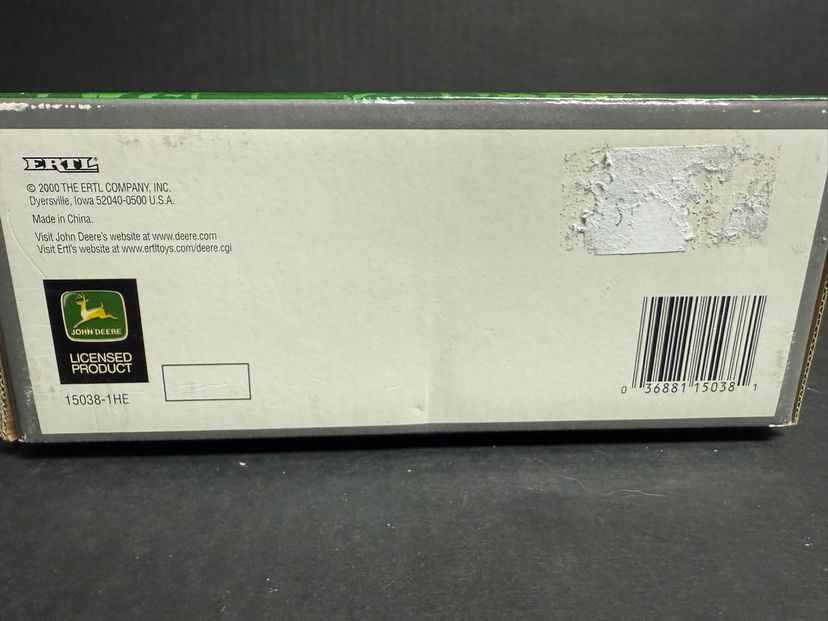 ERTL®
© 2000 THE ERTL COMPANY, INC.
Dyersville, Iowa 52040-0500 U.S.A.
Made in China.
Visit John Deere's website at www.deere.com
Visit Ertl's website at www.ertltoys.com/deere.cgi
JOHN DEERE
LICENSED
PRODUCT
15038-1HE
0 36881 15038 1